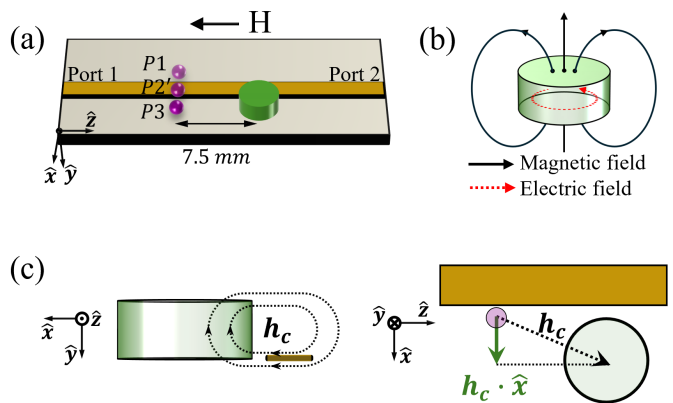 (a)
H
Port 1
P1
Port 2
P2′
P3
ẑ
7.5 mm
x̂
ŷ
(b)
Magnetic field
Electric field
(c)
h_c
x̂
ẑ
ŷ
ŷ
ẑ
x̂
h_c
h_c · x̂